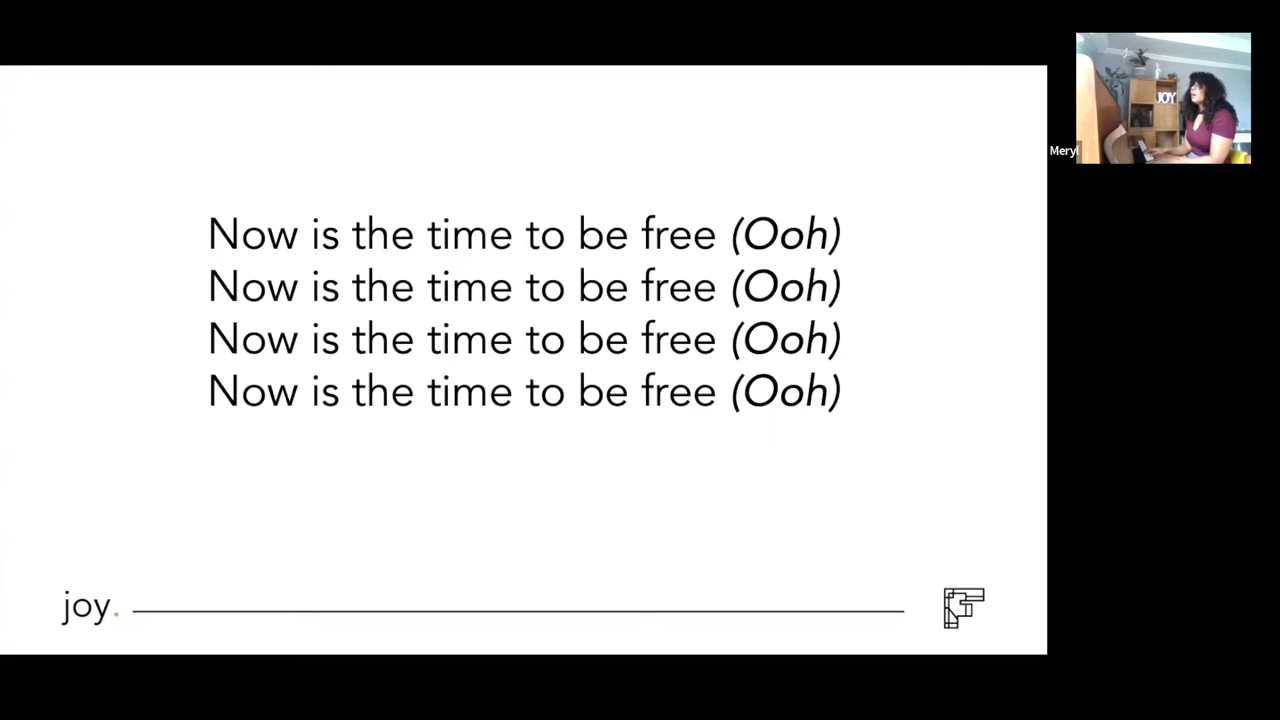 Now is the time to be free (Ooh)
Now is the time to be free (Ooh)
Now is the time to be free (Ooh)
Now is the time to be free (Ooh)
joy.
JOY
Meryl